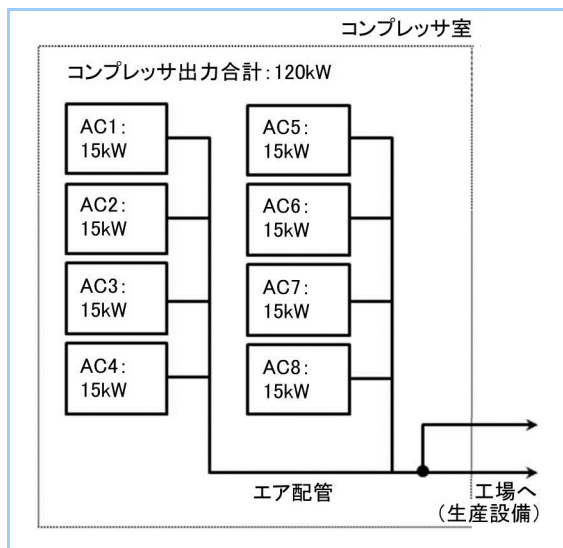 コンプレッサ室
コンプレッサ出力合計:120kW
AC1:
15kW
AC2:
15kW
AC3:
15kW
AC4:
15kW
AC5:
15kW
AC6:
15kW
AC7:
15kW
AC8:
15kW
エア配管
工場へ
(生産設備)